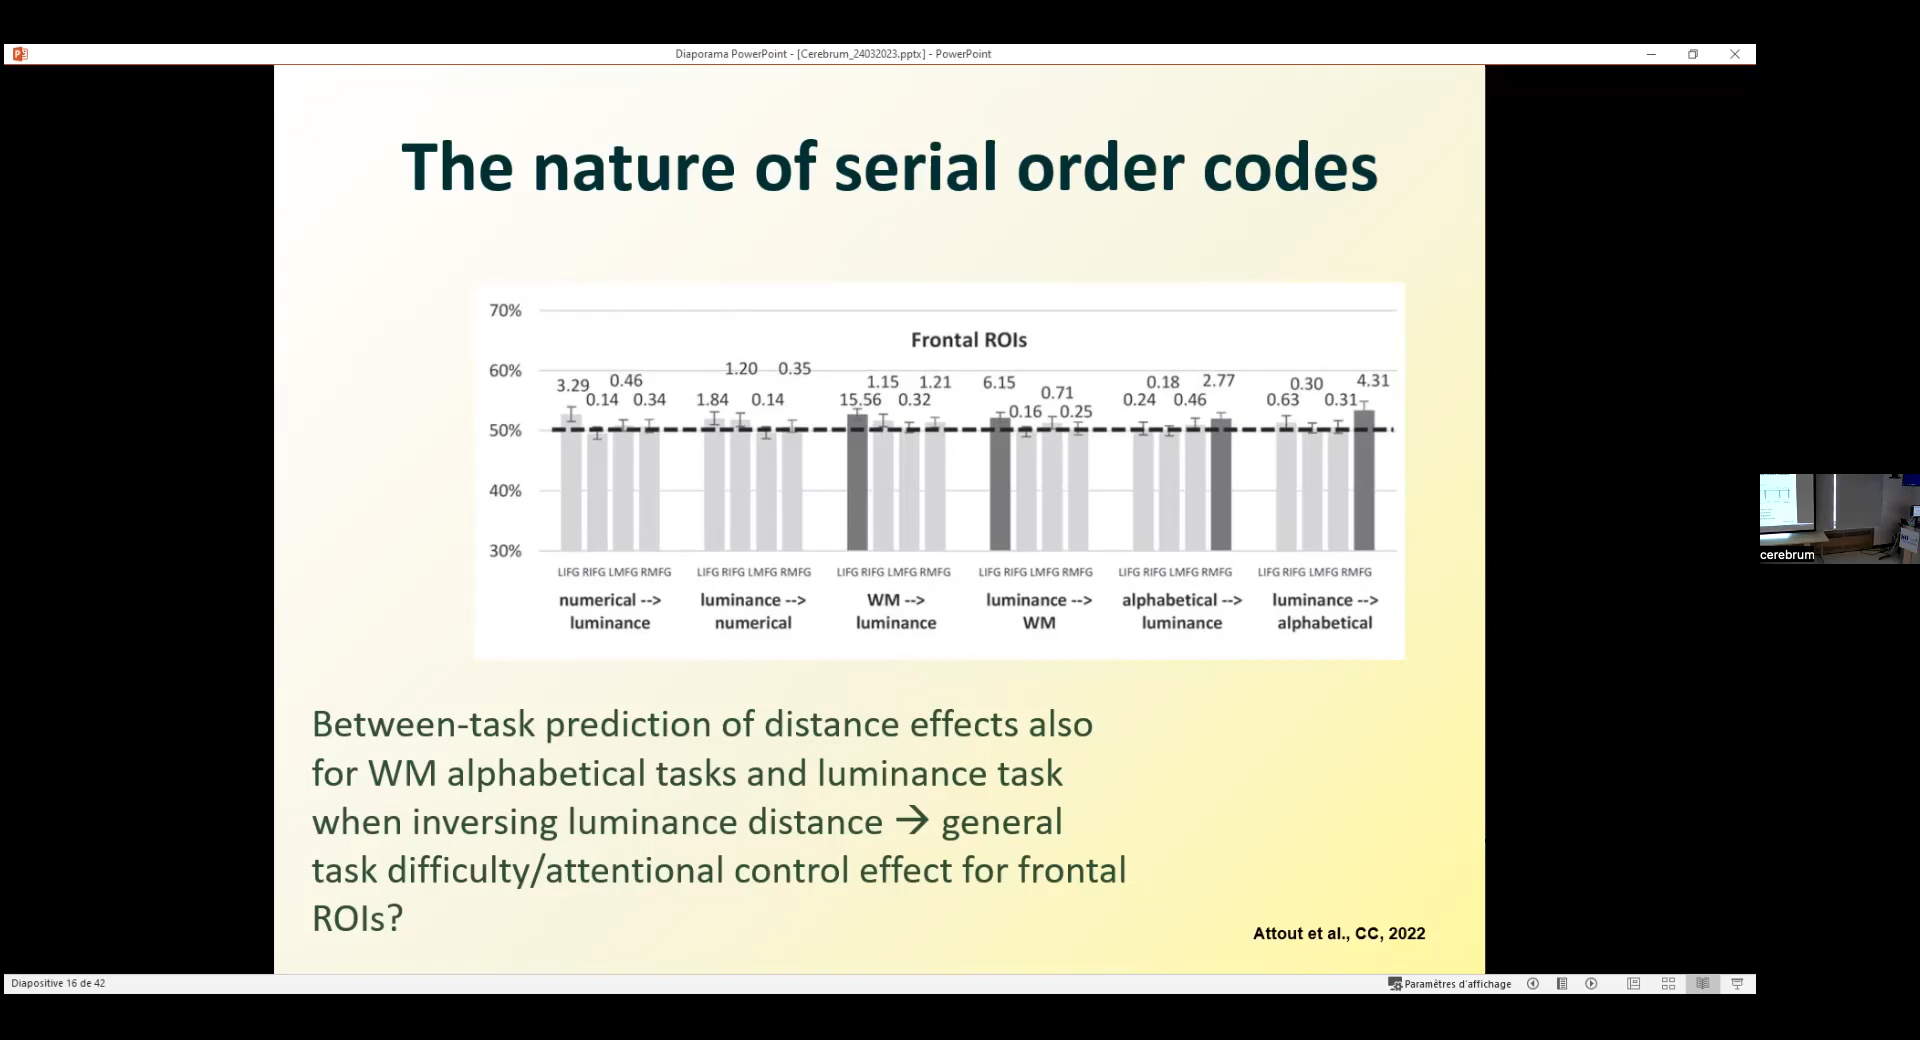 Diaporama PowerPoint - [Cerebrum_24032023.pptx] - PowerPoint
The nature of serial order codes
70%
Frontal ROIs
60%
3.29 0.14 0.46 0.34 1.84 1.20 0.14 0.35 15.56 1.15 0.32 1.21 6.15 0.16 0.71 0.25 0.24 0.18 0.46 2.77 0.63 0.30 0.31 4.31
50%
40%
30%
LIFG RIFG LMFG RMFG LIFG RIFG LMFG RMFG LIFG RIFG LMFG RMFG LIFG RIFG LMFG RMFG LIFG RIFG LMFG RMFG LIFG RIFG LMFG RMFG
numerical --> luminance --> WM --> luminance --> alphabetical --> luminance -->
luminance numerical luminance WM luminance alphabetical
Between-task prediction of distance effects also
for WM alphabetical tasks and luminance task
when inversing luminance distance → general
task difficulty/attentional control effect for frontal
ROIs?
Attout et al., CC, 2022
cerebrum
Diapositive 16 de 42
Paramètres d'affichage